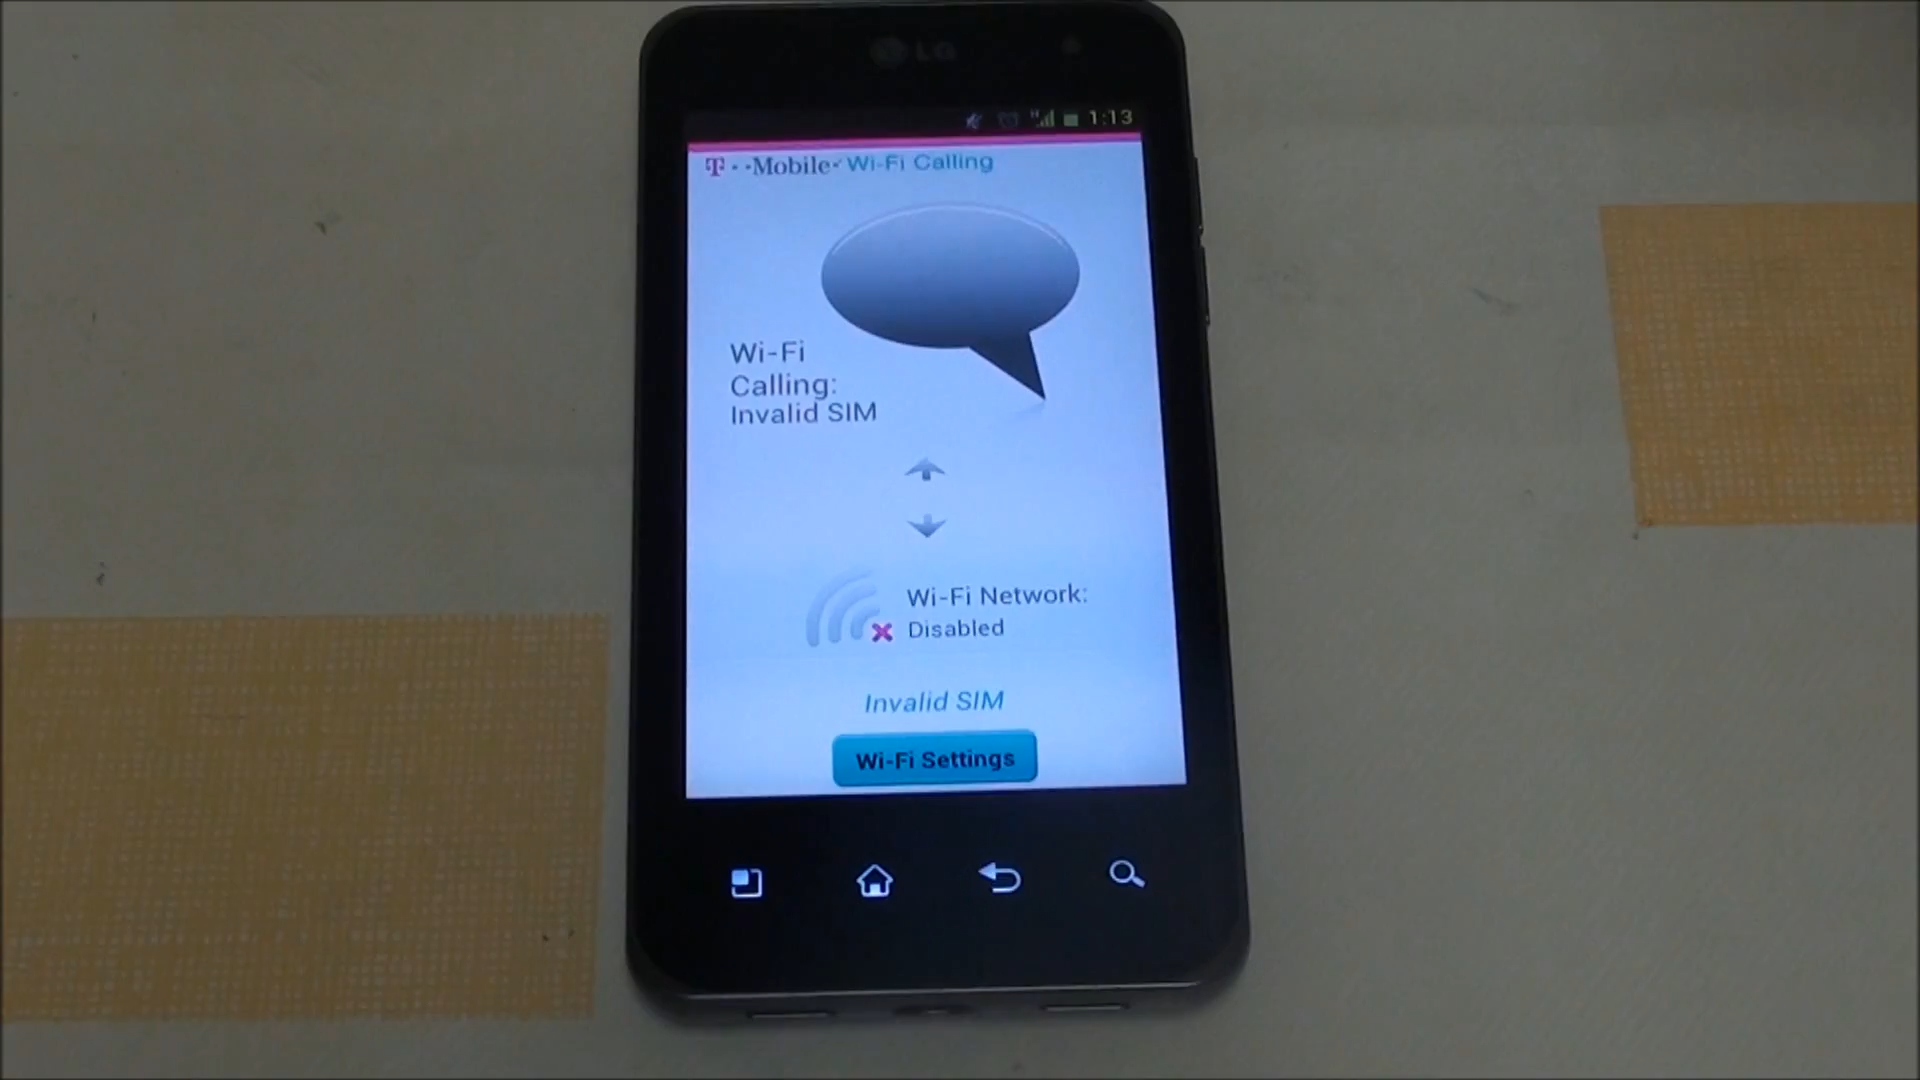 LG
1:13
T··Mobile· Wi-Fi Calling
Wi-Fi
Calling:
Invalid SIM
Wi-Fi Network:
Disabled
Invalid SIM
Wi-Fi Settings